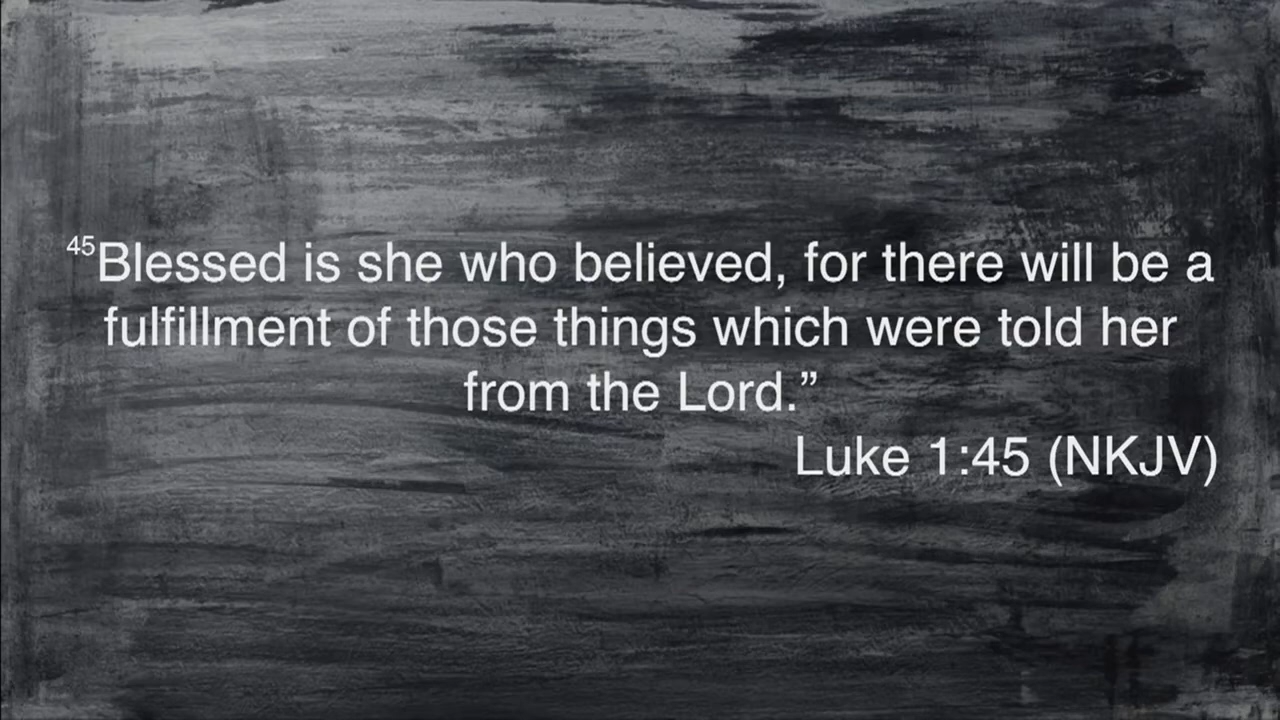 ⁴⁵Blessed is she who believed, for there will be a
fulfillment of those things which were told her
from the Lord.”
Luke 1:45 (NKJV)